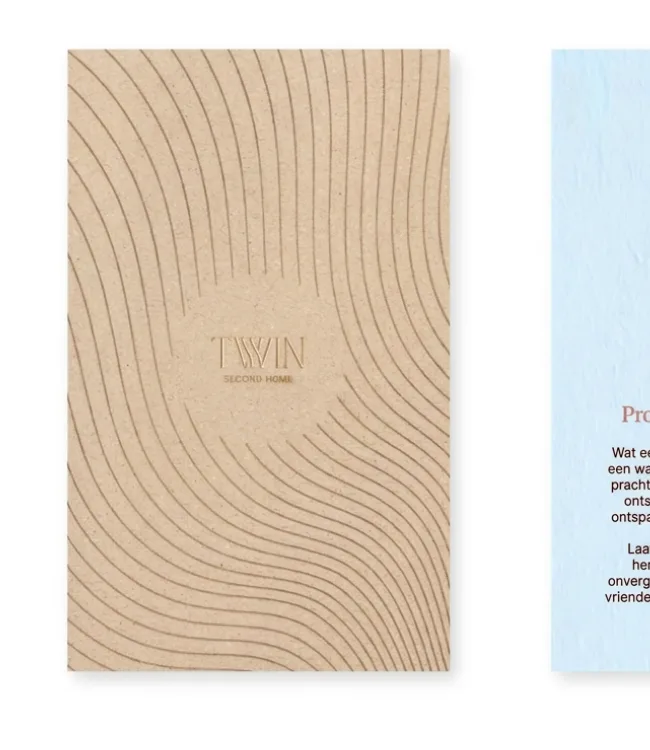 TWIN
SECOND HOME
Pro
Wat ee
een wa
pracht
onts
ontspa
Laa
her
onverg
vriende